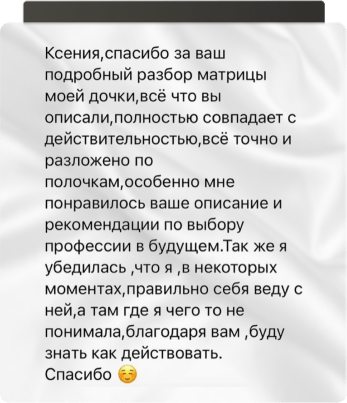 Ксения,спасибо за ваш
подробный разбор матрицы
моей дочки,всё что вы
описали,полностью совпадает с
действительностью,всё точно и
разложено по
полочкам,особенно мне
понравилось ваше описание и
рекомендации по выбору
профессии в будущем.Так же я
убедилась ,что я ,в некоторых
моментах,правильно себя веду с
ней,а там где я чего то не
понимала,благодаря вам ,буду
знать как действовать.
Спасибо ☺️